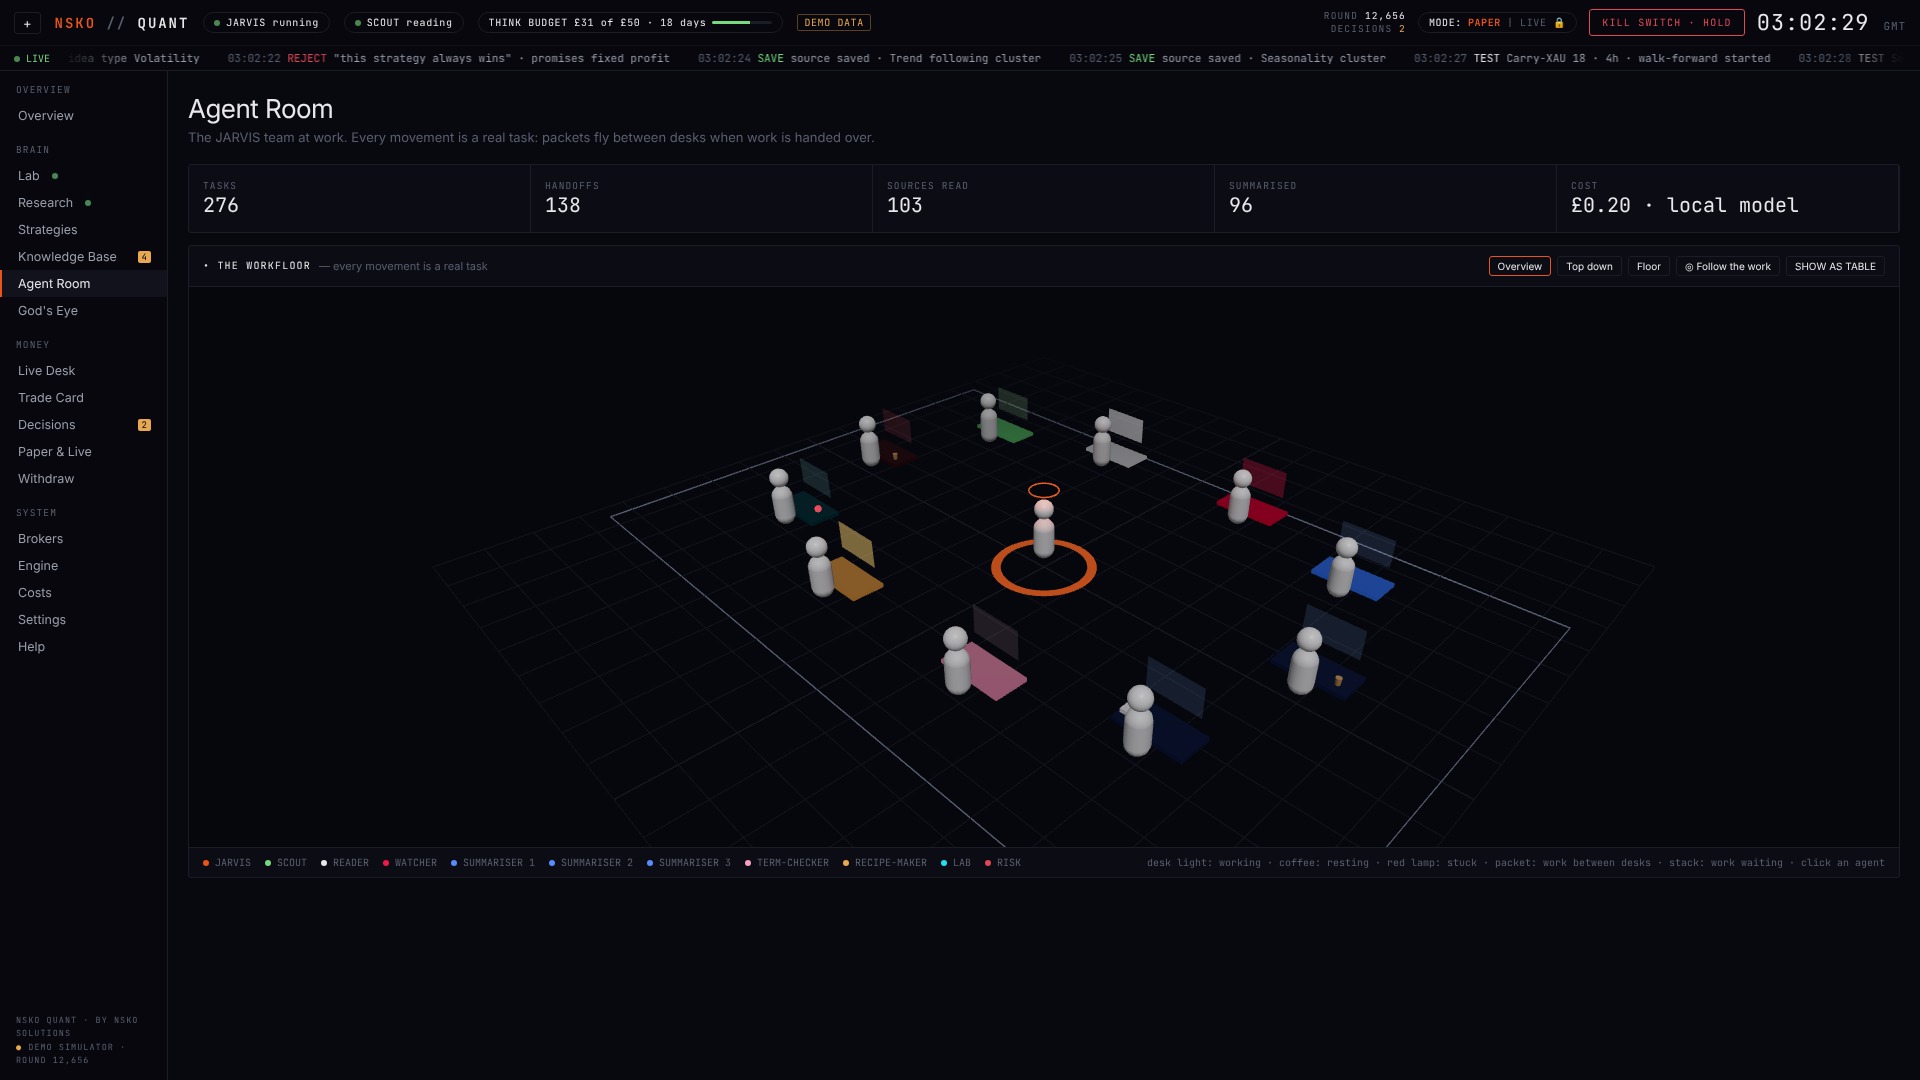 + NSKO // QUANT JARVIS running SCOUT reading THINK BUDGET £31 of £50 · 18 days DEMO DATA ROUND 12,656 DECISIONS 2 MODE: PAPER | LIVE KILL SWITCH · HOLD 03:02:29 GMT
LIVE idea type Volatility 03:02:22 REJECT "this strategy always wins" · promises fixed profit 03:02:24 SAVE source saved · Trend following cluster 03:02:25 SAVE source saved · Seasonality cluster 03:02:27 TEST Carry-XAU 18 · 4h · walk-forward started 03:02:28 TEST
OVERVIEW
Overview
BRAIN
Lab
Research
Strategies
Knowledge Base 4
Agent Room
God's Eye
MONEY
Live Desk
Trade Card
Decisions 2
Paper & Live
Withdraw
SYSTEM
Brokers
Engine
Costs
Settings
Help
NSKO QUANT · BY NSKO
SOLUTIONS
DEMO SIMULATOR ·
ROUND 12,656
Agent Room
The JARVIS team at work. Every movement is a real task: packets fly between desks when work is handed over.
TASKS
276
HANDOFFS
138
SOURCES READ
103
SUMMARISED
96
COST
£0.20 · local model
• THE WORKFLOOR — every movement is a real task
Overview Top down Floor ◎ Follow the work SHOW AS TABLE
JARVIS SCOUT READER WATCHER SUMMARISER 1 SUMMARISER 2 SUMMARISER 3 TERM-CHECKER RECIPE-MAKER LAB RISK
desk light: working · coffee: resting · red lamp: stuck · packet: work between desks · stack: work waiting · click an agent